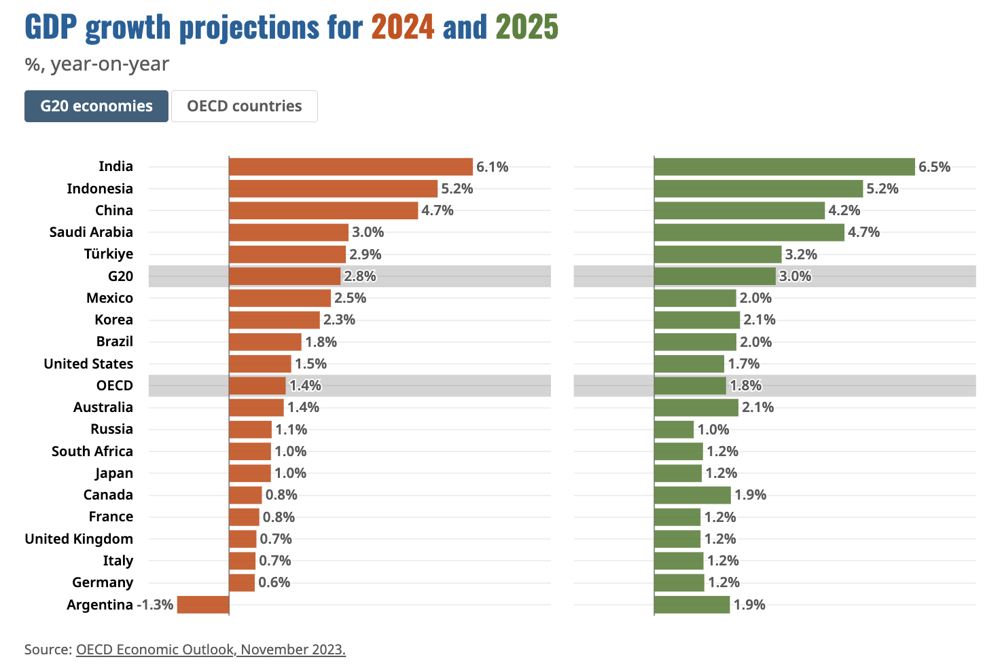 GDP growth projections for 2024 and 2025
%, year-on-year
G20 economies OECD countries
India 6.1% 6.5%
Indonesia 5.2% 5.2%
China 4.7% 4.2%
Saudi Arabia 3.0% 4.7%
Türkiye 2.9% 3.2%
G20 2.8% 3.0%
Mexico 2.5% 2.0%
Korea 2.3% 2.1%
Brazil 1.8% 2.0%
United States 1.5% 1.7%
OECD 1.4% 1.8%
Australia 1.4% 2.1%
Russia 1.1% 1.0%
South Africa 1.0% 1.2%
Japan 1.0% 1.2%
Canada 0.8% 1.9%
France 0.8% 1.2%
United Kingdom 0.7% 1.2%
Italy 0.7% 1.2%
Germany 0.6% 1.2%
Argentina -1.3% 1.9%
Source: OECD Economic Outlook, November 2023.